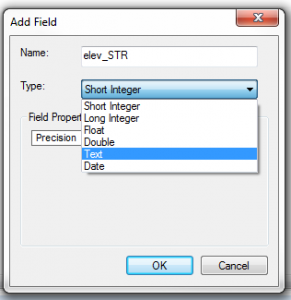 Add Field
Name: elev_STR
Type: Short Integer
Short Integer
Long Integer
Float
Double
Text
Date
Field Proper
Precision
OK Cancel